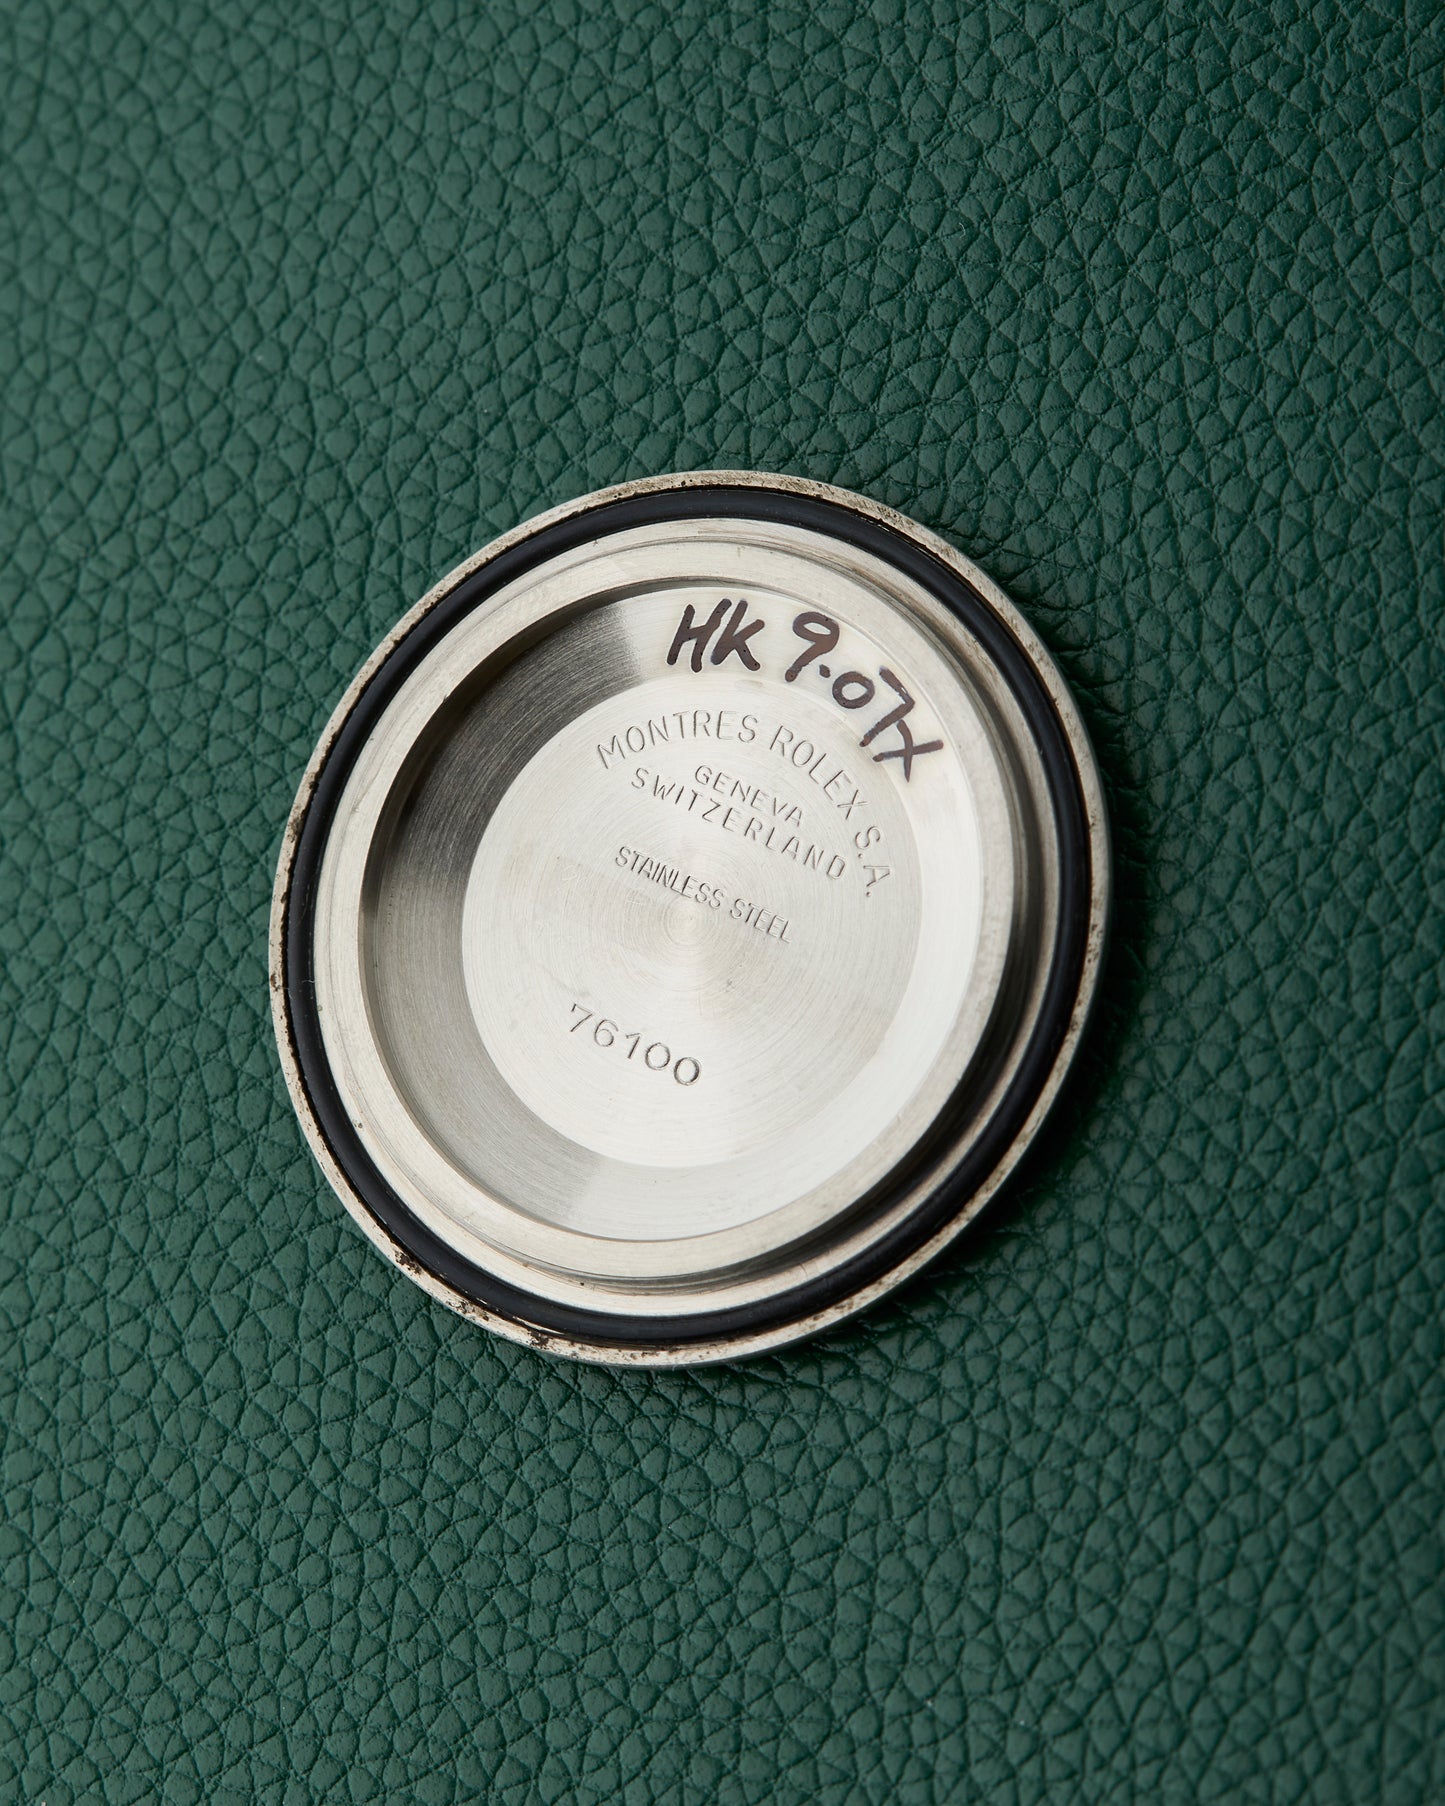 HK 9.07x
MONTRES ROLEX S.A.
GENEVA
SWITZERLAND
STAINLESS STEEL
76100